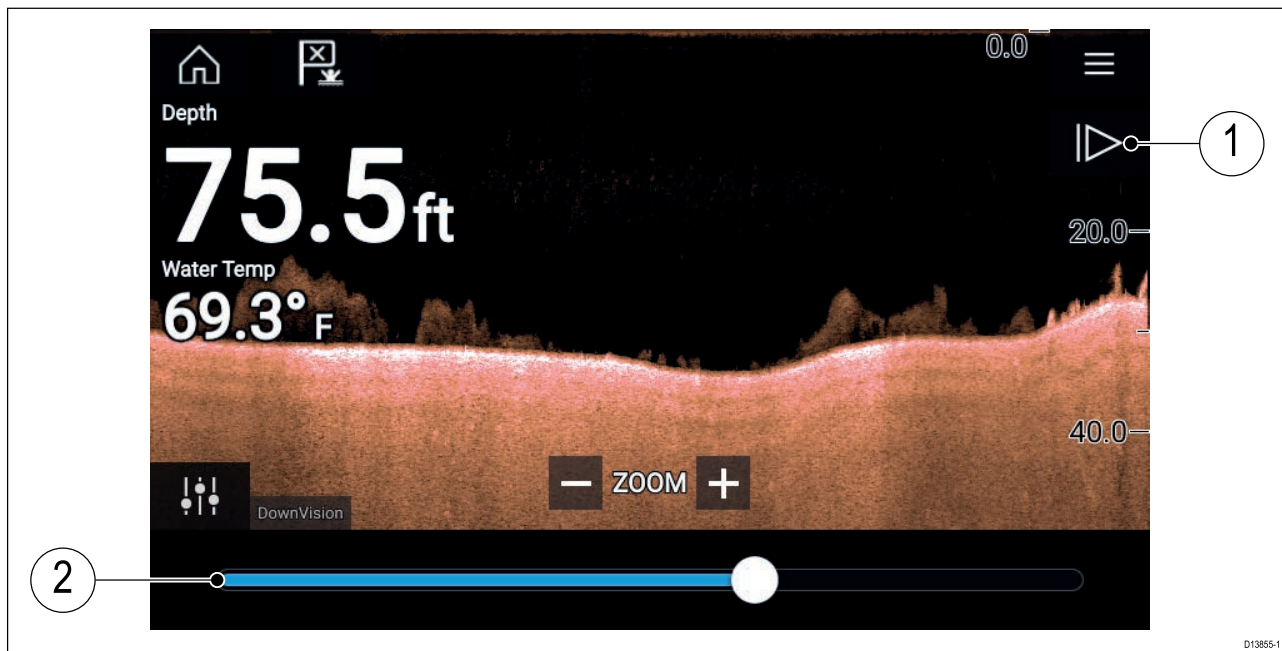 0.0
Depth
1
75.5ft
20.0
Water Temp
69.3° F
40.0
ZOOM
DownVision
2
D13855-1